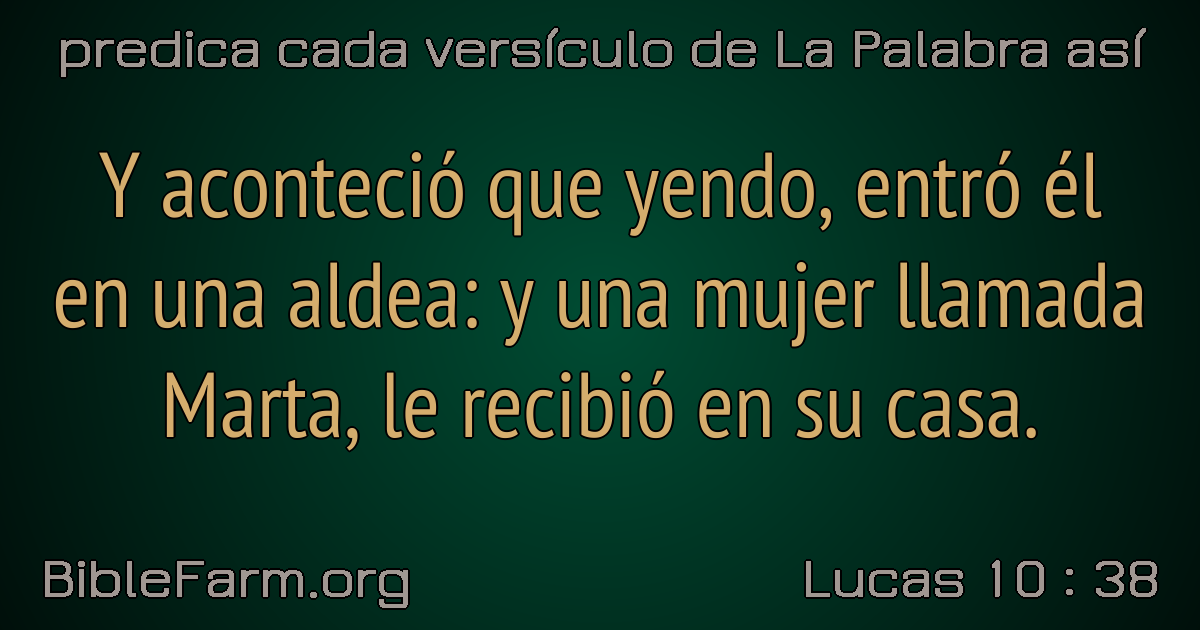 predica cada versículo de La Palabra así
Y aconteció que yendo, entró él
en una aldea: y una mujer llamada
Marta, le recibió en su casa.
BibleFarm.org
Lucas 10 : 38